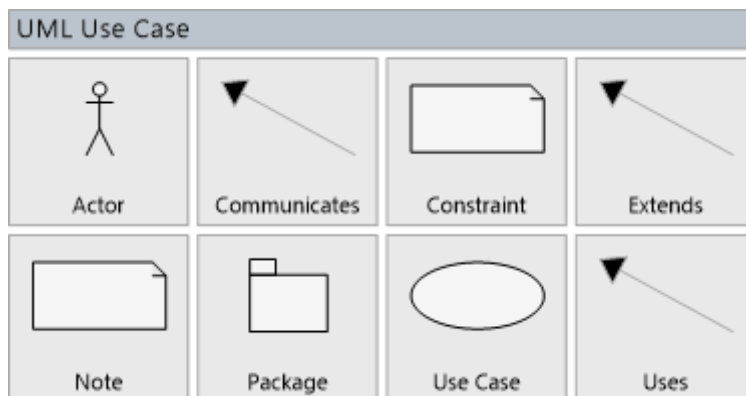 UML Use Case
Actor
Communicates
Constraint
Extends
Note
Package
Use Case
Uses